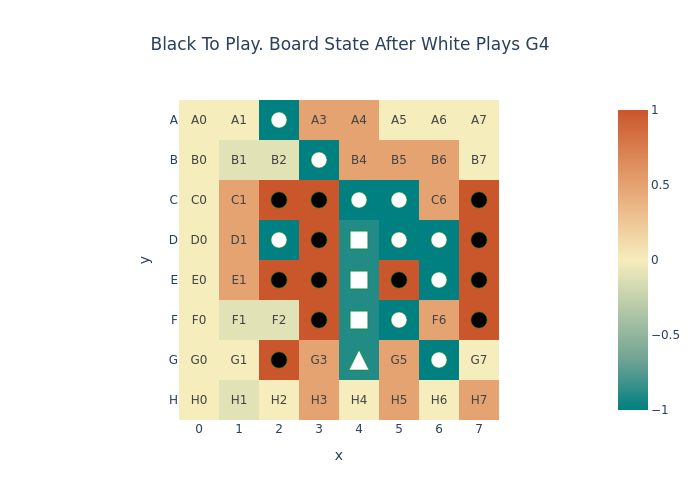 Black To Play. Board State After White Plays G4
A A0 A1 A3 A4 A5 A6 A7
B B0 B1 B2 B4 B5 B6 B7
C C0 C1 C6
D D0 D1
E E0 E1
F F0 F1 F2 F6
G G0 G1 G3 G5 G7
H H0 H1 H2 H3 H4 H5 H6 H7
0 1 2 3 4 5 6 7
x
y
1
0.5
0
−0.5
−1